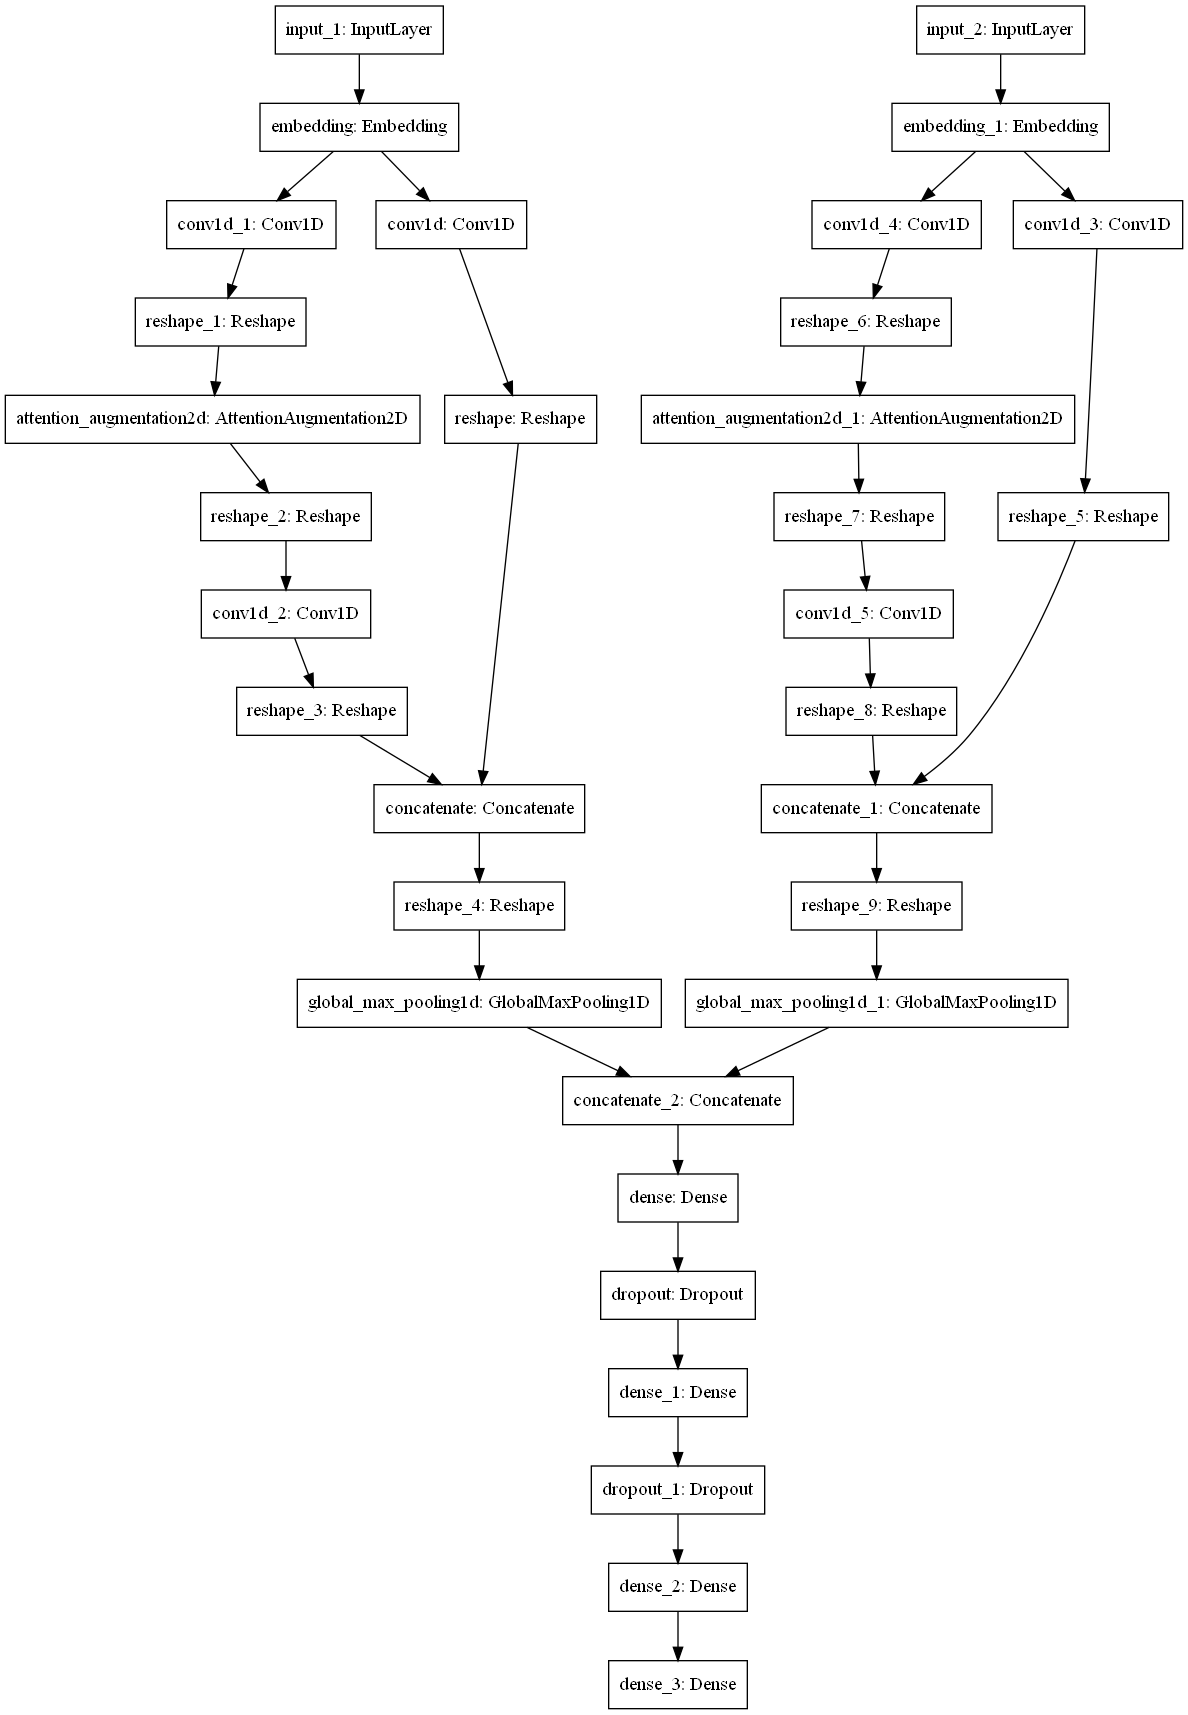 input_1: InputLayer
input_2: InputLayer
embedding: Embedding
embedding_1: Embedding
conv1d_1: Conv1D
conv1d: Conv1D
conv1d_4: Conv1D
conv1d_3: Conv1D
reshape_1: Reshape
reshape_6: Reshape
attention_augmentation2d: AttentionAugmentation2D
reshape: Reshape
attention_augmentation2d_1: AttentionAugmentation2D
reshape_2: Reshape
reshape_7: Reshape
reshape_5: Reshape
conv1d_2: Conv1D
conv1d_5: Conv1D
reshape_3: Reshape
reshape_8: Reshape
concatenate: Concatenate
concatenate_1: Concatenate
reshape_4: Reshape
reshape_9: Reshape
global_max_pooling1d: GlobalMaxPooling1D
global_max_pooling1d_1: GlobalMaxPooling1D
concatenate_2: Concatenate
dense: Dense
dropout: Dropout
dense_1: Dense
dropout_1: Dropout
dense_2: Dense
dense_3: Dense